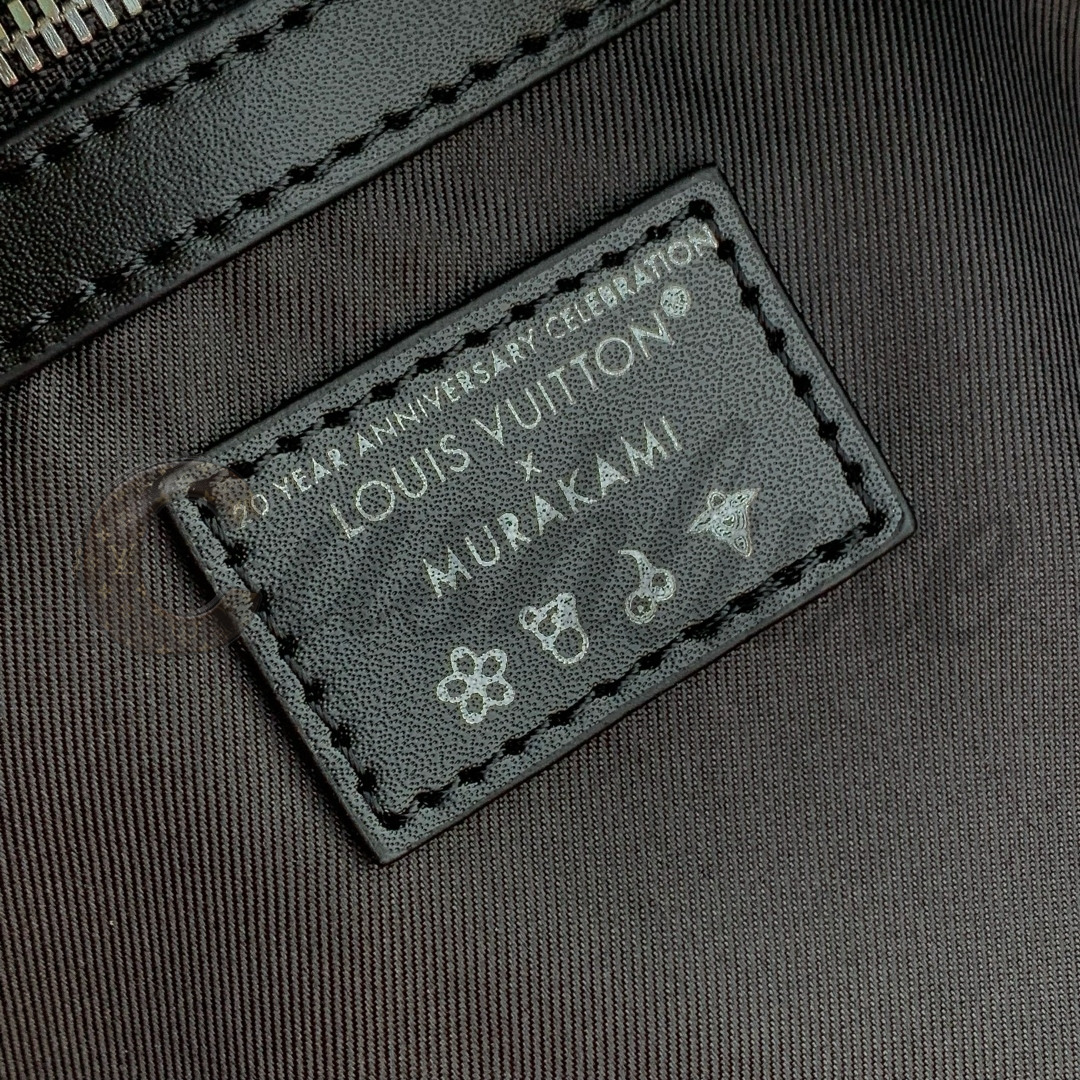 20 YEAR ANNIVERSARY CELEBRATION
LOUIS VUITTON®
x
MURAKAMI